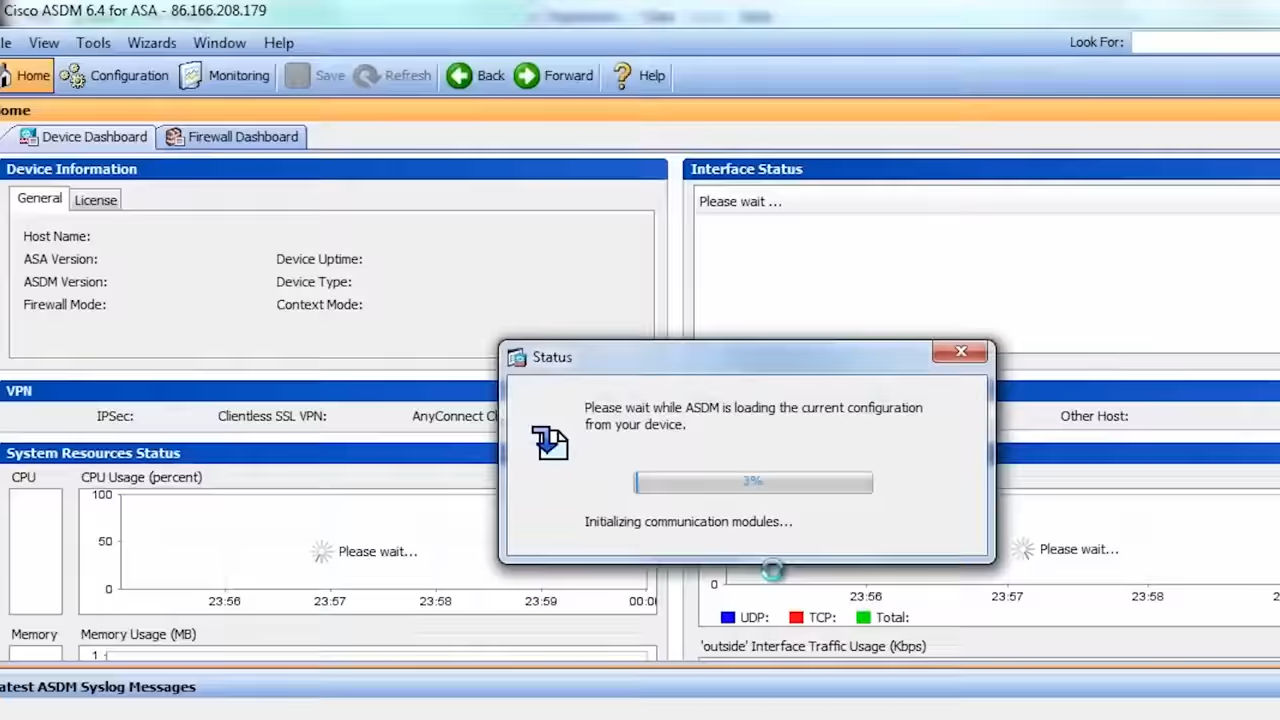 Cisco ASDM 6.4 for ASA - 86.166.208.179
le View Tools Wizards Window Help Look For:
Home Configuration Monitoring Save Refresh Back Forward Help
ome
Device Dashboard Firewall Dashboard
Device Information
General License
Host Name:
ASA Version: Device Uptime:
ASDM Version: Device Type:
Firewall Mode: Context Mode:
Interface Status
Please wait ...
Status
Please wait while ASDM is loading the current configuration
from your device.
3%
Initializing communication modules...
VPN
IPSec: Clientless SSL VPN: AnyConnect Cl Other Host:
System Resources Status
CPU CPU Usage (percent)
100
50
0
Please wait...
23:56 23:57 23:58 23:59 00:0
Please wait...
0
23:56 23:57 23:58 2
UDP: TCP: Total:
Memory Memory Usage (MB)
1
'outside' Interface Traffic Usage (Kbps)
atest ASDM Syslog Messages